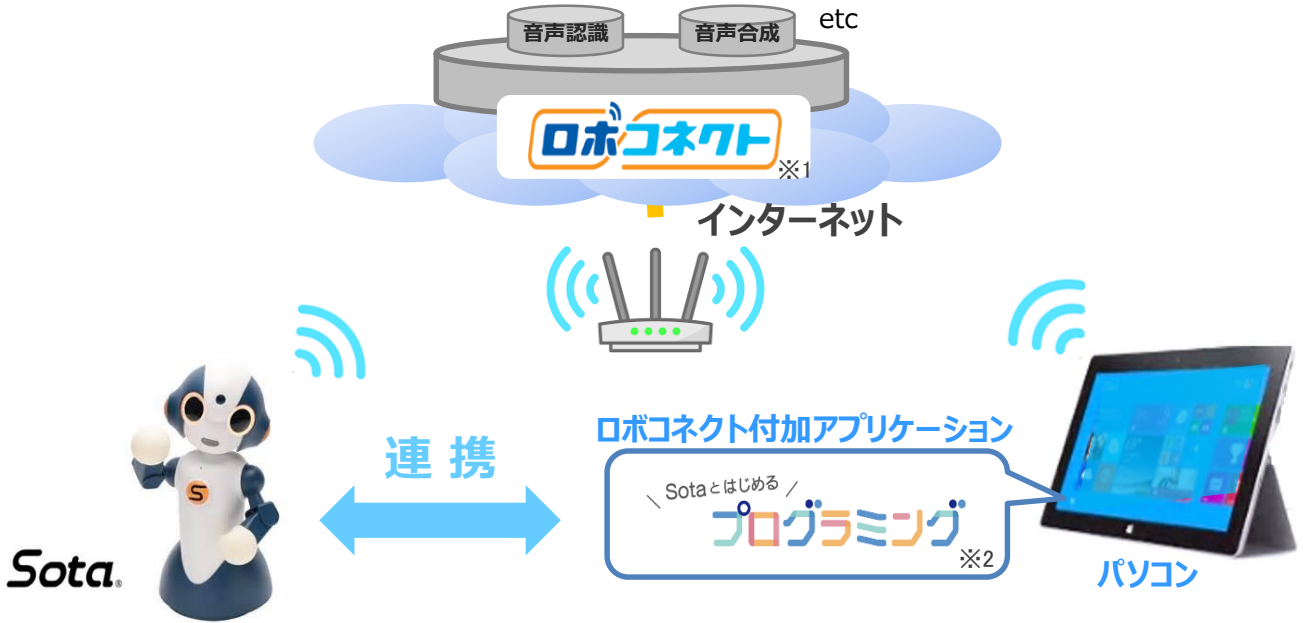 音声認識
音声合成
etc
ロボコネクト
※1
インターネット
ロボコネクト付加アプリケーション
連 携
\ Sotaとはじめる /
プログラミング
※2
S
Sota®
パソコン